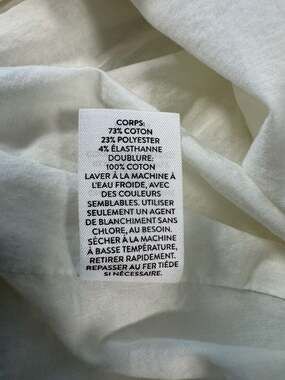 CORPS:
73% COTON
23% POLYESTER
4% ÉLASTHANNE
DOUBLURE:
100% COTON
LAVER À LA MACHINE À
L'EAU FROIDE, AVEC
DES COULEURS
SEMBLABLES. UTILISER
SEULEMENT UN AGENT
DE BLANCHIMENT SANS
CHLORE, AU BESOIN.
SÉCHER À LA MACHINE
À BASSE TEMPÉRATURE,
RETIRER RAPIDEMENT.
REPASSER AU FER TIÈDE
SI NÉCESSAIRE.